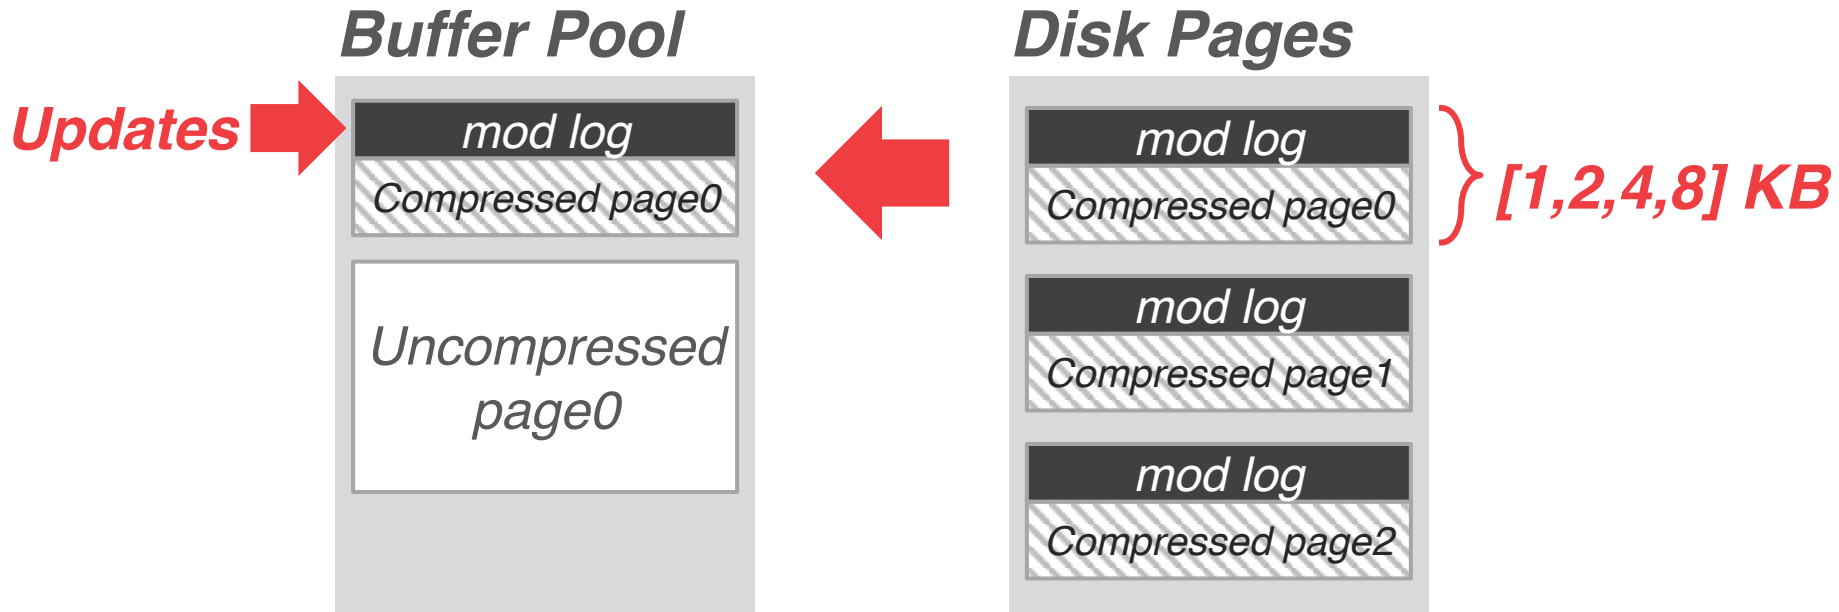 Buffer Pool
Disk Pages
Updates
mod log
Compressed page0
Uncompressed
page0
mod log
Compressed page0
[1,2,4,8] KB
mod log
Compressed page1
mod log
Compressed page2